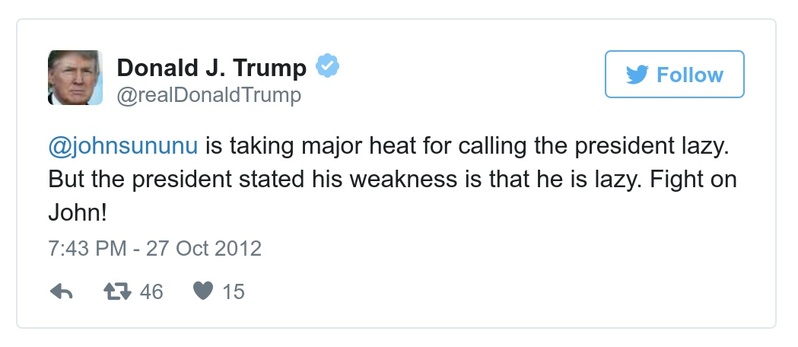 Donald J. Trump
@realDonaldTrump
Follow
@johnsununu is taking major heat for calling the president lazy.
But the president stated his weakness is that he is lazy. Fight on
John!
7:43 PM - 27 Oct 2012
46 15